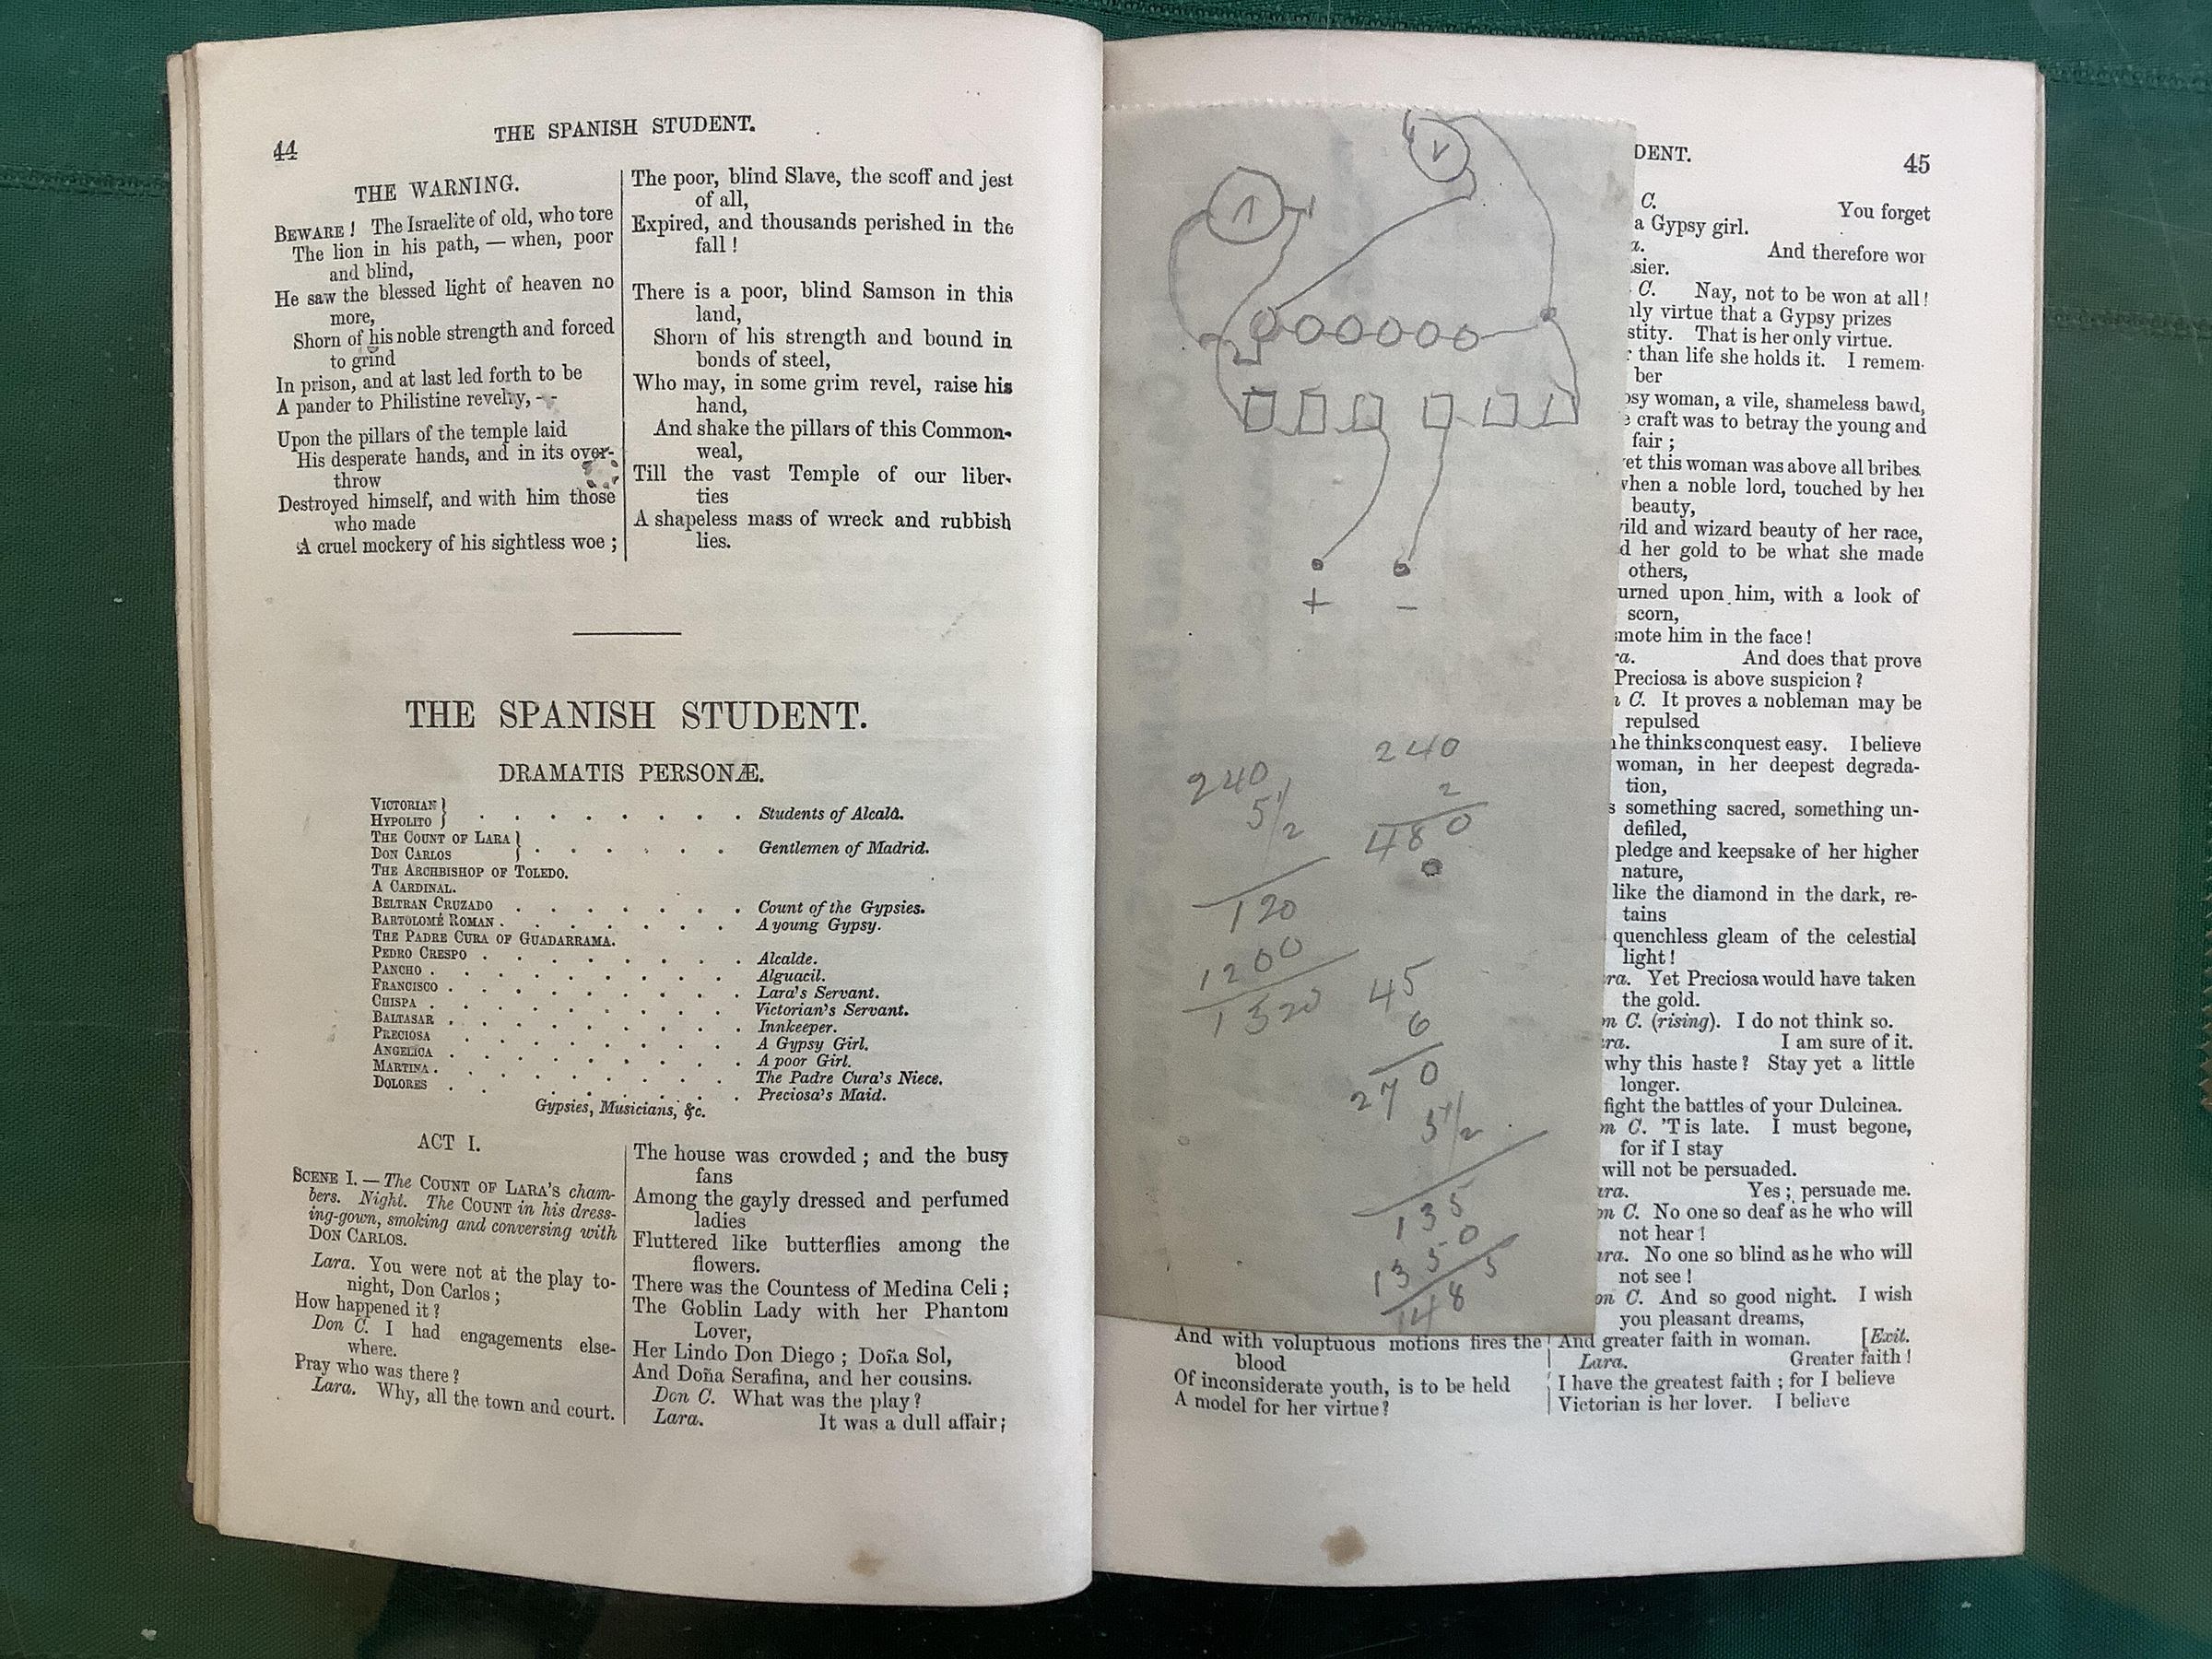 44
THE SPANISH STUDENT.
THE WARNING.
BEWARE ! The Israelite of old, who tore
The lion in his path, — when, poor
and blind,
He saw the blessed light of heaven no
more,
Shorn of his noble strength and forced
to grind
In prison, and at last led forth to be
A pander to Philistine revelry, - -
Upon the pillars of the temple laid
His desperate hands, and in its over-
throw
Destroyed himself, and with him those
who made
A cruel mockery of his sightless woe ;
The poor, blind Slave, the scoff and jest
of all,
Expired, and thousands perished in the
fall !
There is a poor, blind Samson in this
land,
Shorn of his strength and bound in
bonds of steel,
Who may, in some grim revel, raise his
hand,
And shake the pillars of this Common-
weal,
Till the vast Temple of our liber-
ties
A shapeless mass of wreck and rubbish
lies.
THE SPANISH STUDENT.
DRAMATIS PERSONÆ.
VICTORIAN } . . . . . . . Students of Alcalá.
HYPOLITO }
THE COUNT OF LARA } . . . . . Gentlemen of Madrid.
DON CARLOS }
THE ARCHBISHOP OF TOLEDO.
A CARDINAL.
BELTRAN CRUZADO . . . . . . Count of the Gypsies.
BARTOLOMÉ ROMAN . . . . . . A young Gypsy.
THE PADRE CURA OF GUADARRAMA.
PEDRO CRESPO . . . . . . . Alcalde.
PANCHO . . . . . . . . Alguacil.
FRANCISCO . . . . . . . . Lara's Servant.
CHISPA . . . . . . . . Victorian's Servant.
BALTASAR . . . . . . . . Innkeeper.
PRECIOSA . . . . . . . A Gypsy Girl.
ANGELICA . . . . . . . A poor Girl.
MARTINA . . . . . . . . The Padre Cura's Niece.
DOLORES . . . . . . . . Preciosa's Maid.
Gypsies, Musicians, &c.
ACT I.
SCENE I. — The COUNT OF LARA'S cham-
bers. Night. The COUNT in his dress-
ing-gown, smoking and conversing with
DON CARLOS.
Lara. You were not at the play to-
night, Don Carlos ;
How happened it ?
Don C. I had engagements else-
where.
Pray who was there ?
Lara. Why, all the town and court.
The house was crowded ; and the busy
fans
Among the gayly dressed and perfumed
ladies
Fluttered like butterflies among the
flowers.
There was the Countess of Medina Celi ;
The Goblin Lady with her Phantom
Lover,
Her Lindo Don Diego ; Doña Sol,
And Doña Serafina, and her cousins.
Don C. What was the play ?
Lara. It was a dull affair ;
+ −
240
5 1/2
120
1200
1320
240
2
480
45
6
270
5 1/2
135
1350
1485
And with voluptuous motions fires the
blood
Of inconsiderate youth, is to be held
A model for her virtue ?
DENT.
45
C. You forget
a Gypsy girl.
And therefore wor
sier.
C. Nay, not to be won at all !
nly virtue that a Gypsy prizes
stity. That is her only virtue.
r than life she holds it. I remem-
ber
psy woman, a vile, shameless bawd,
e craft was to betray the young and
fair ;
yet this woman was above all bribes.
when a noble lord, touched by her
beauty,
wild and wizard beauty of her race,
d her gold to be what she made
others,
urned upon him, with a look of
scorn,
smote him in the face !
ra. And does that prove
Preciosa is above suspicion ?
n C. It proves a nobleman may be
repulsed
he thinks conquest easy. I believe
woman, in her deepest degrada-
tion,
s something sacred, something un-
defiled,
pledge and keepsake of her higher
nature,
like the diamond in the dark, re-
tains
quenchless gleam of the celestial
light !
ra. Yet Preciosa would have taken
the gold.
n C. (rising). I do not think so.
ra. I am sure of it.
why this haste ? Stay yet a little
longer.
fight the battles of your Dulcinea.
on C. 'T is late. I must begone,
for if I stay
will not be persuaded.
ara. Yes ; persuade me.
on C. No one so deaf as he who will
not hear !
ara. No one so blind as he who will
not see !
on C. And so good night. I wish
you pleasant dreams,
And greater faith in woman. [Exit.
Lara. Greater faith !
I have the greatest faith ; for I believe
Victorian is her lover. I believe